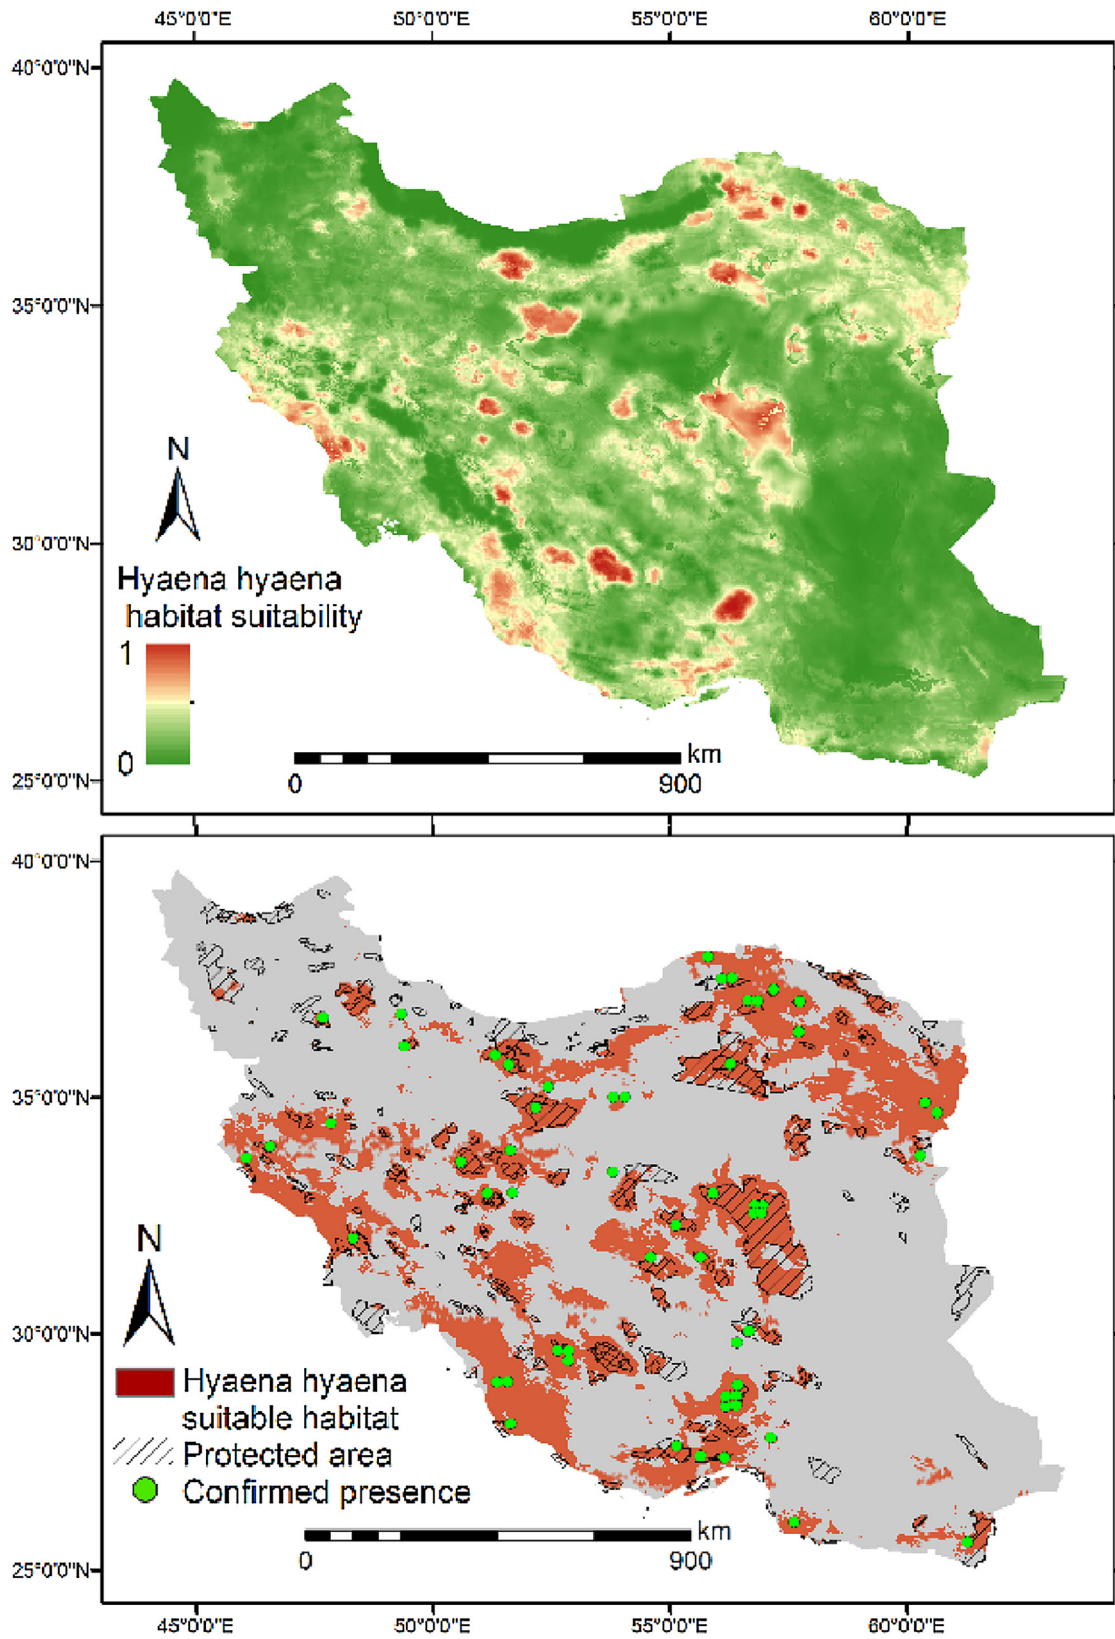 45°0'0"E 50°0'0"E 55°0'0"E 60°0'0"E
40°0'0"N
35°0'0"N
N
30°0'0"N
Hyaena hyaena
habitat suitability
1
0
km
0 900
25°0'0"N
40°0'0"N
35°0'0"N
N
30°0'0"N
Hyaena hyaena
suitable habitat
Protected area
Confirmed presence
km
0 900
25°0'0"N
45°0'0"E 50°0'0"E 55°0'0"E 60°0'0"E